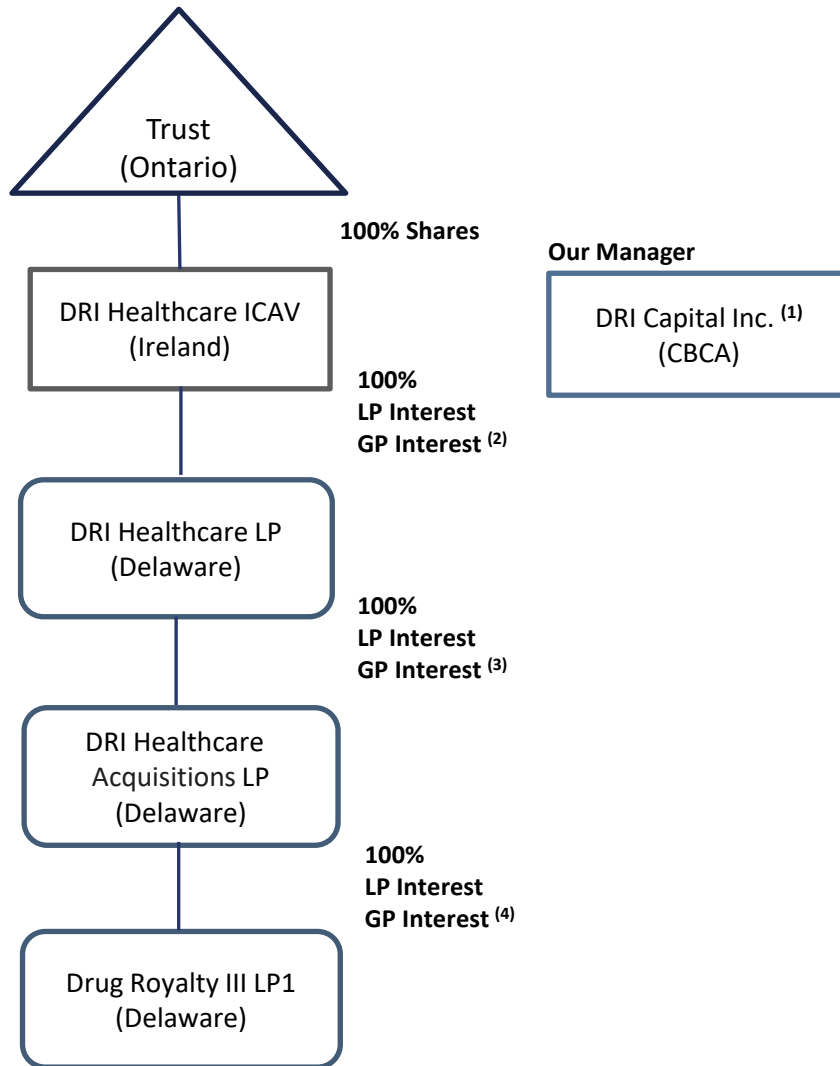 Trust
(Ontario)
100% Shares
Our Manager
DRI Healthcare ICAV
(Ireland)
DRI Capital Inc. (1)
(CBCA)
100%
LP Interest
GP Interest (2)
DRI Healthcare LP
(Delaware)
100%
LP Interest
GP Interest (3)
DRI Healthcare
Acquisitions LP
(Delaware)
100%
LP Interest
GP Interest (4)
Drug Royalty III LP1
(Delaware)